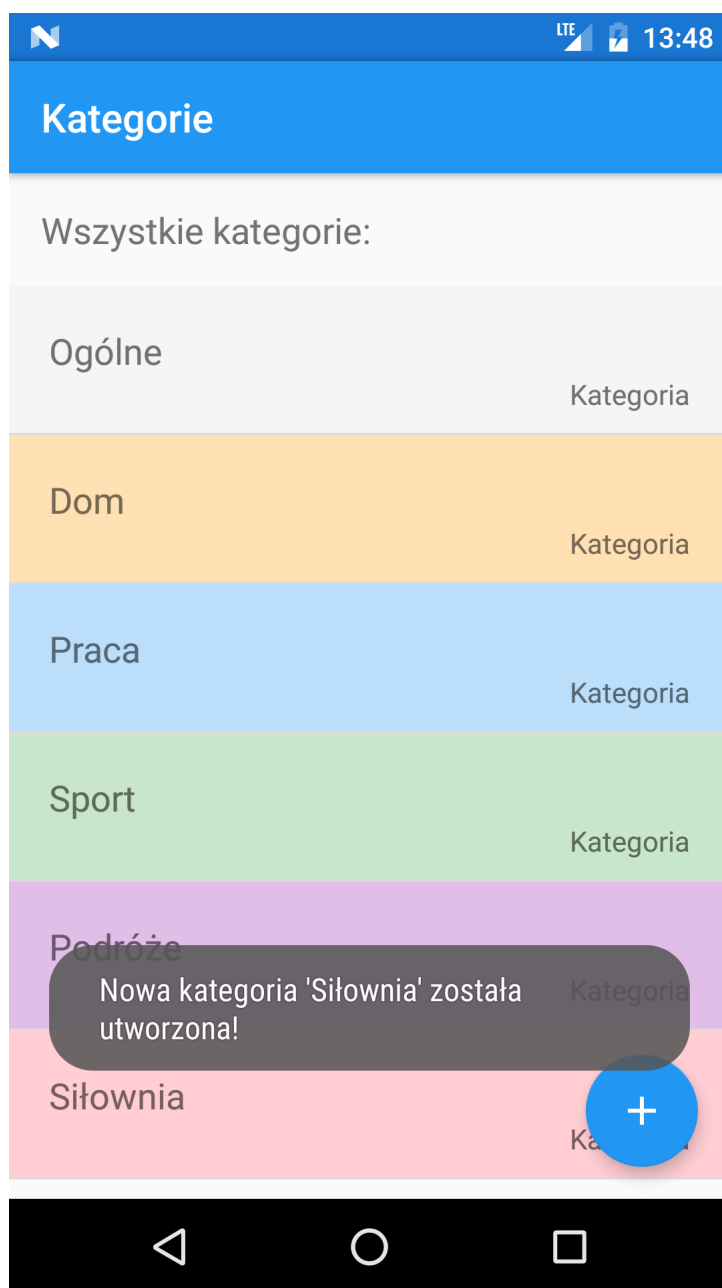 LTE 13:48
Kategorie
Wszystkie kategorie:
Ogólne
Kategoria
Dom
Kategoria
Praca
Kategoria
Sport
Kategoria
Podróże
Kategoria
Nowa kategoria 'Siłownia' została
utworzona!
Siłownia